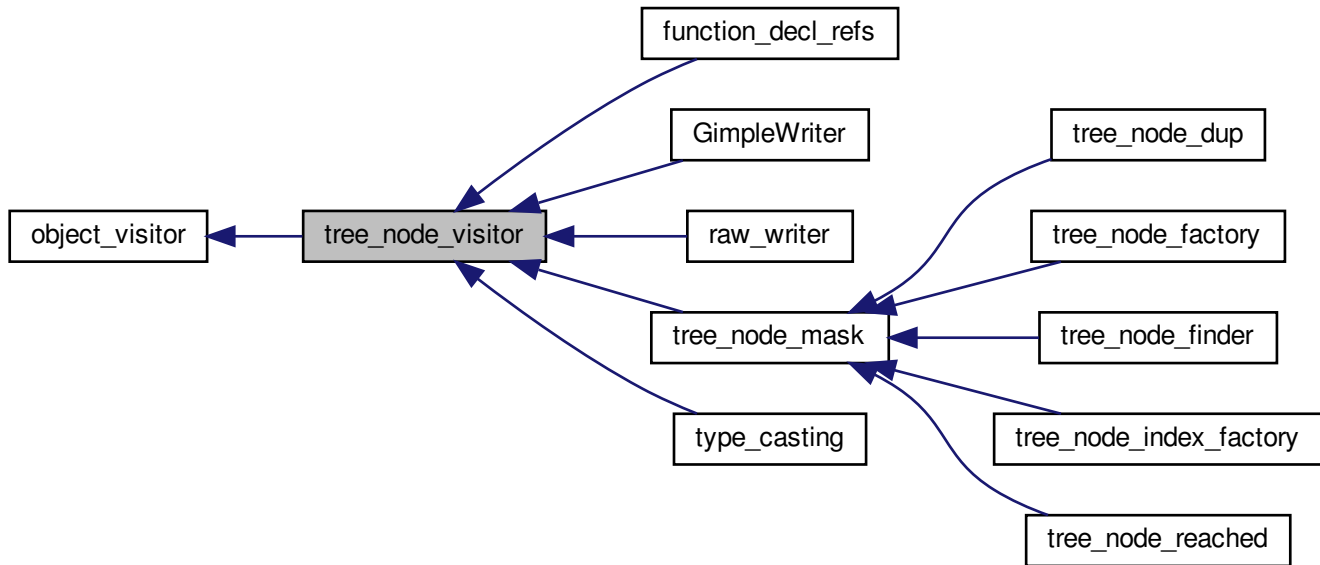 function_decl_refs
GimpleWriter
tree_node_dup
object_visitor
tree_node_visitor
raw_writer
tree_node_factory
tree_node_mask
tree_node_finder
type_casting
tree_node_index_factory
tree_node_reached